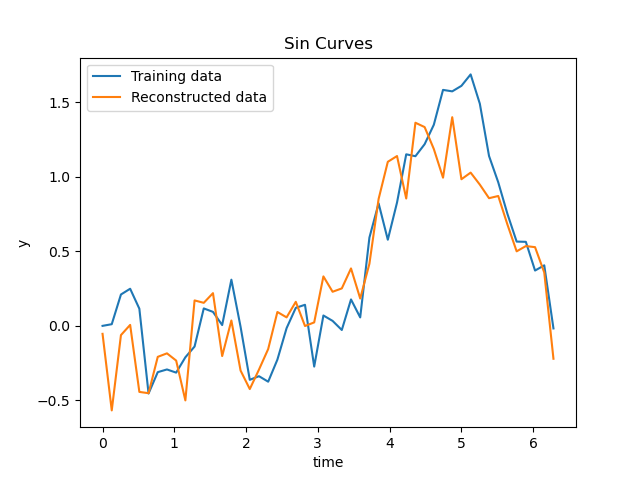 Sin Curves
Training data
Reconstructed data
1.5
1.0
0.5
0.0
−0.5
y
0 1 2 3 4 5 6
time